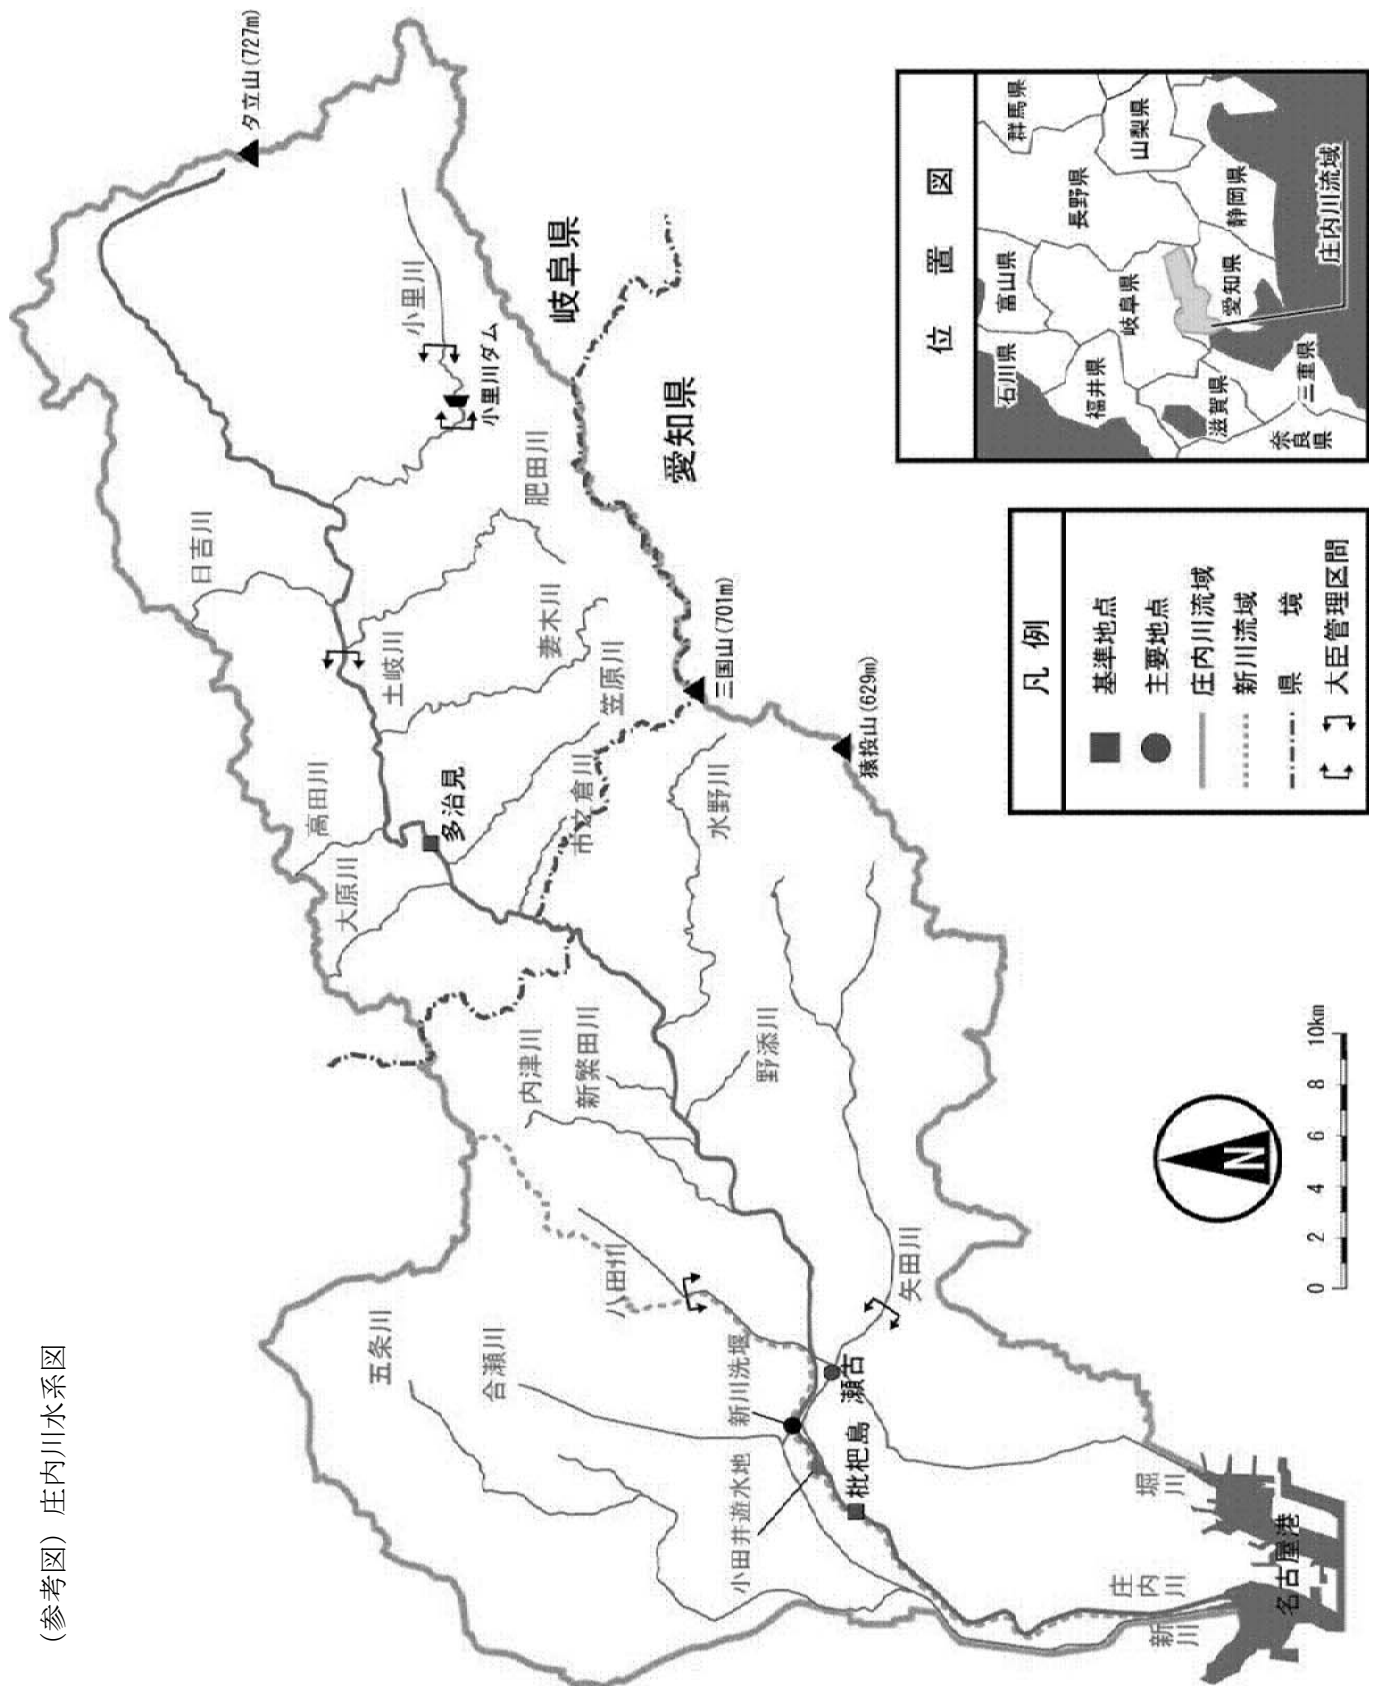 (参考図) 庄内川水系図
夕立山(727m)
小里川
小里川ダム
岐阜県
愛知県
日吉川
肥田川
土岐川
妻木川
笠原川
三国山(701m)
猿投山(629m)
高田川
多治見
大原川
市之倉川
水野川
内津川
新繁田川
野添川
八田川
矢田川
五条川
合瀬川
新川洗堰
瀬古
小田井遊水地
枇杷島
堀川
庄内川
新川
名古屋港
位置図
群馬県
山梨県
長野県
静岡県
富山県
岐阜県
愛知県
石川県
福井県
滋賀県
三重県
奈良県
庄内川流域
凡例
基準地点
主要地点
庄内川流域
新川流域
県境
大臣管理区間
N
0 2 4 6 8 10km